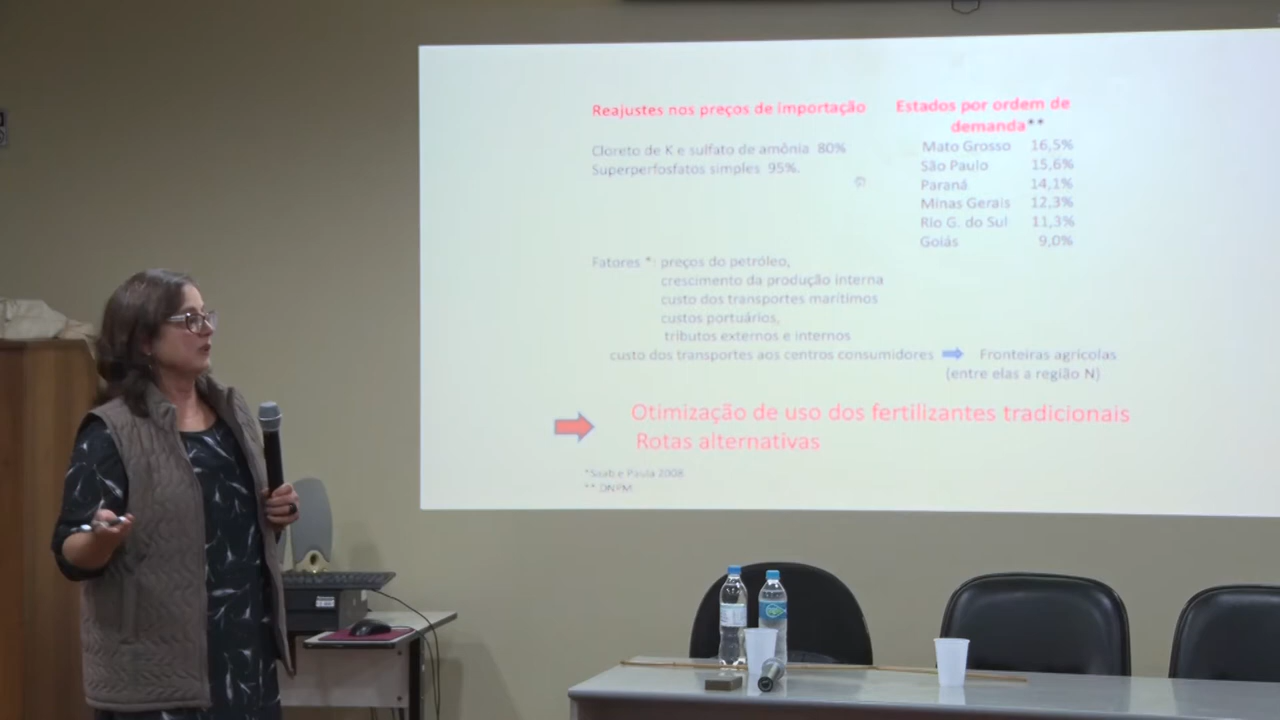 Reajustes nos preços de importação
Cloreto de K e sulfato de amônia 80%
Superperfosfatos simples 95%.
Estados por ordem de
demanda**
Mato Grosso 16,5%
São Paulo 15,6%
Paraná 14,1%
Minas Gerais 12,3%
Rio G. do Sul 11,3%
Goiás 9,0%
Fatores *: preços do petróleo,
crescimento da produção interna
custo dos transportes marítimos
custos portuários,
tributos externos e internos
custo dos transportes aos centros consumidores Fronteiras agrícolas
(entre elas a região N)
Otimização de uso dos fertilizantes tradicionais
Rotas alternativas
*Saab e Paula 2008
** DNPM